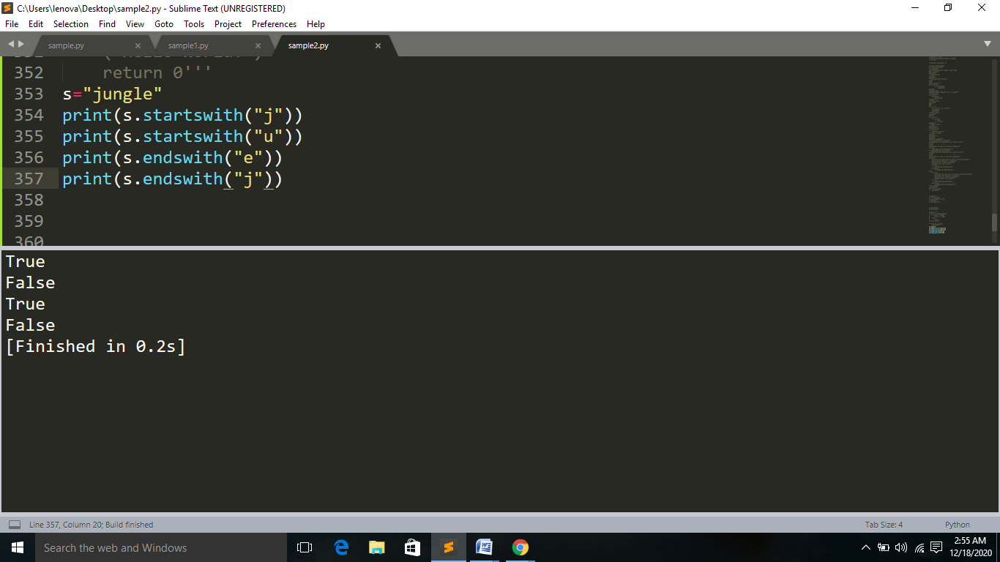 C:\Users\lenova\Desktop\sample2.py - Sublime Text (UNREGISTERED)
File Edit Selection Find View Goto Tools Project Preferences Help
sample.py sample1.py sample2.py
352 return 0'''
353 s="jungle"
354 print(s.startswith("j"))
355 print(s.startswith("u"))
356 print(s.endswith("e"))
357 print(s.endswith("j"))
358
359
360
True
False
True
False
[Finished in 0.2s]
Line 357, Column 20; Build finished Tab Size: 4 Python
Search the web and Windows
2:55 AM
12/18/2020